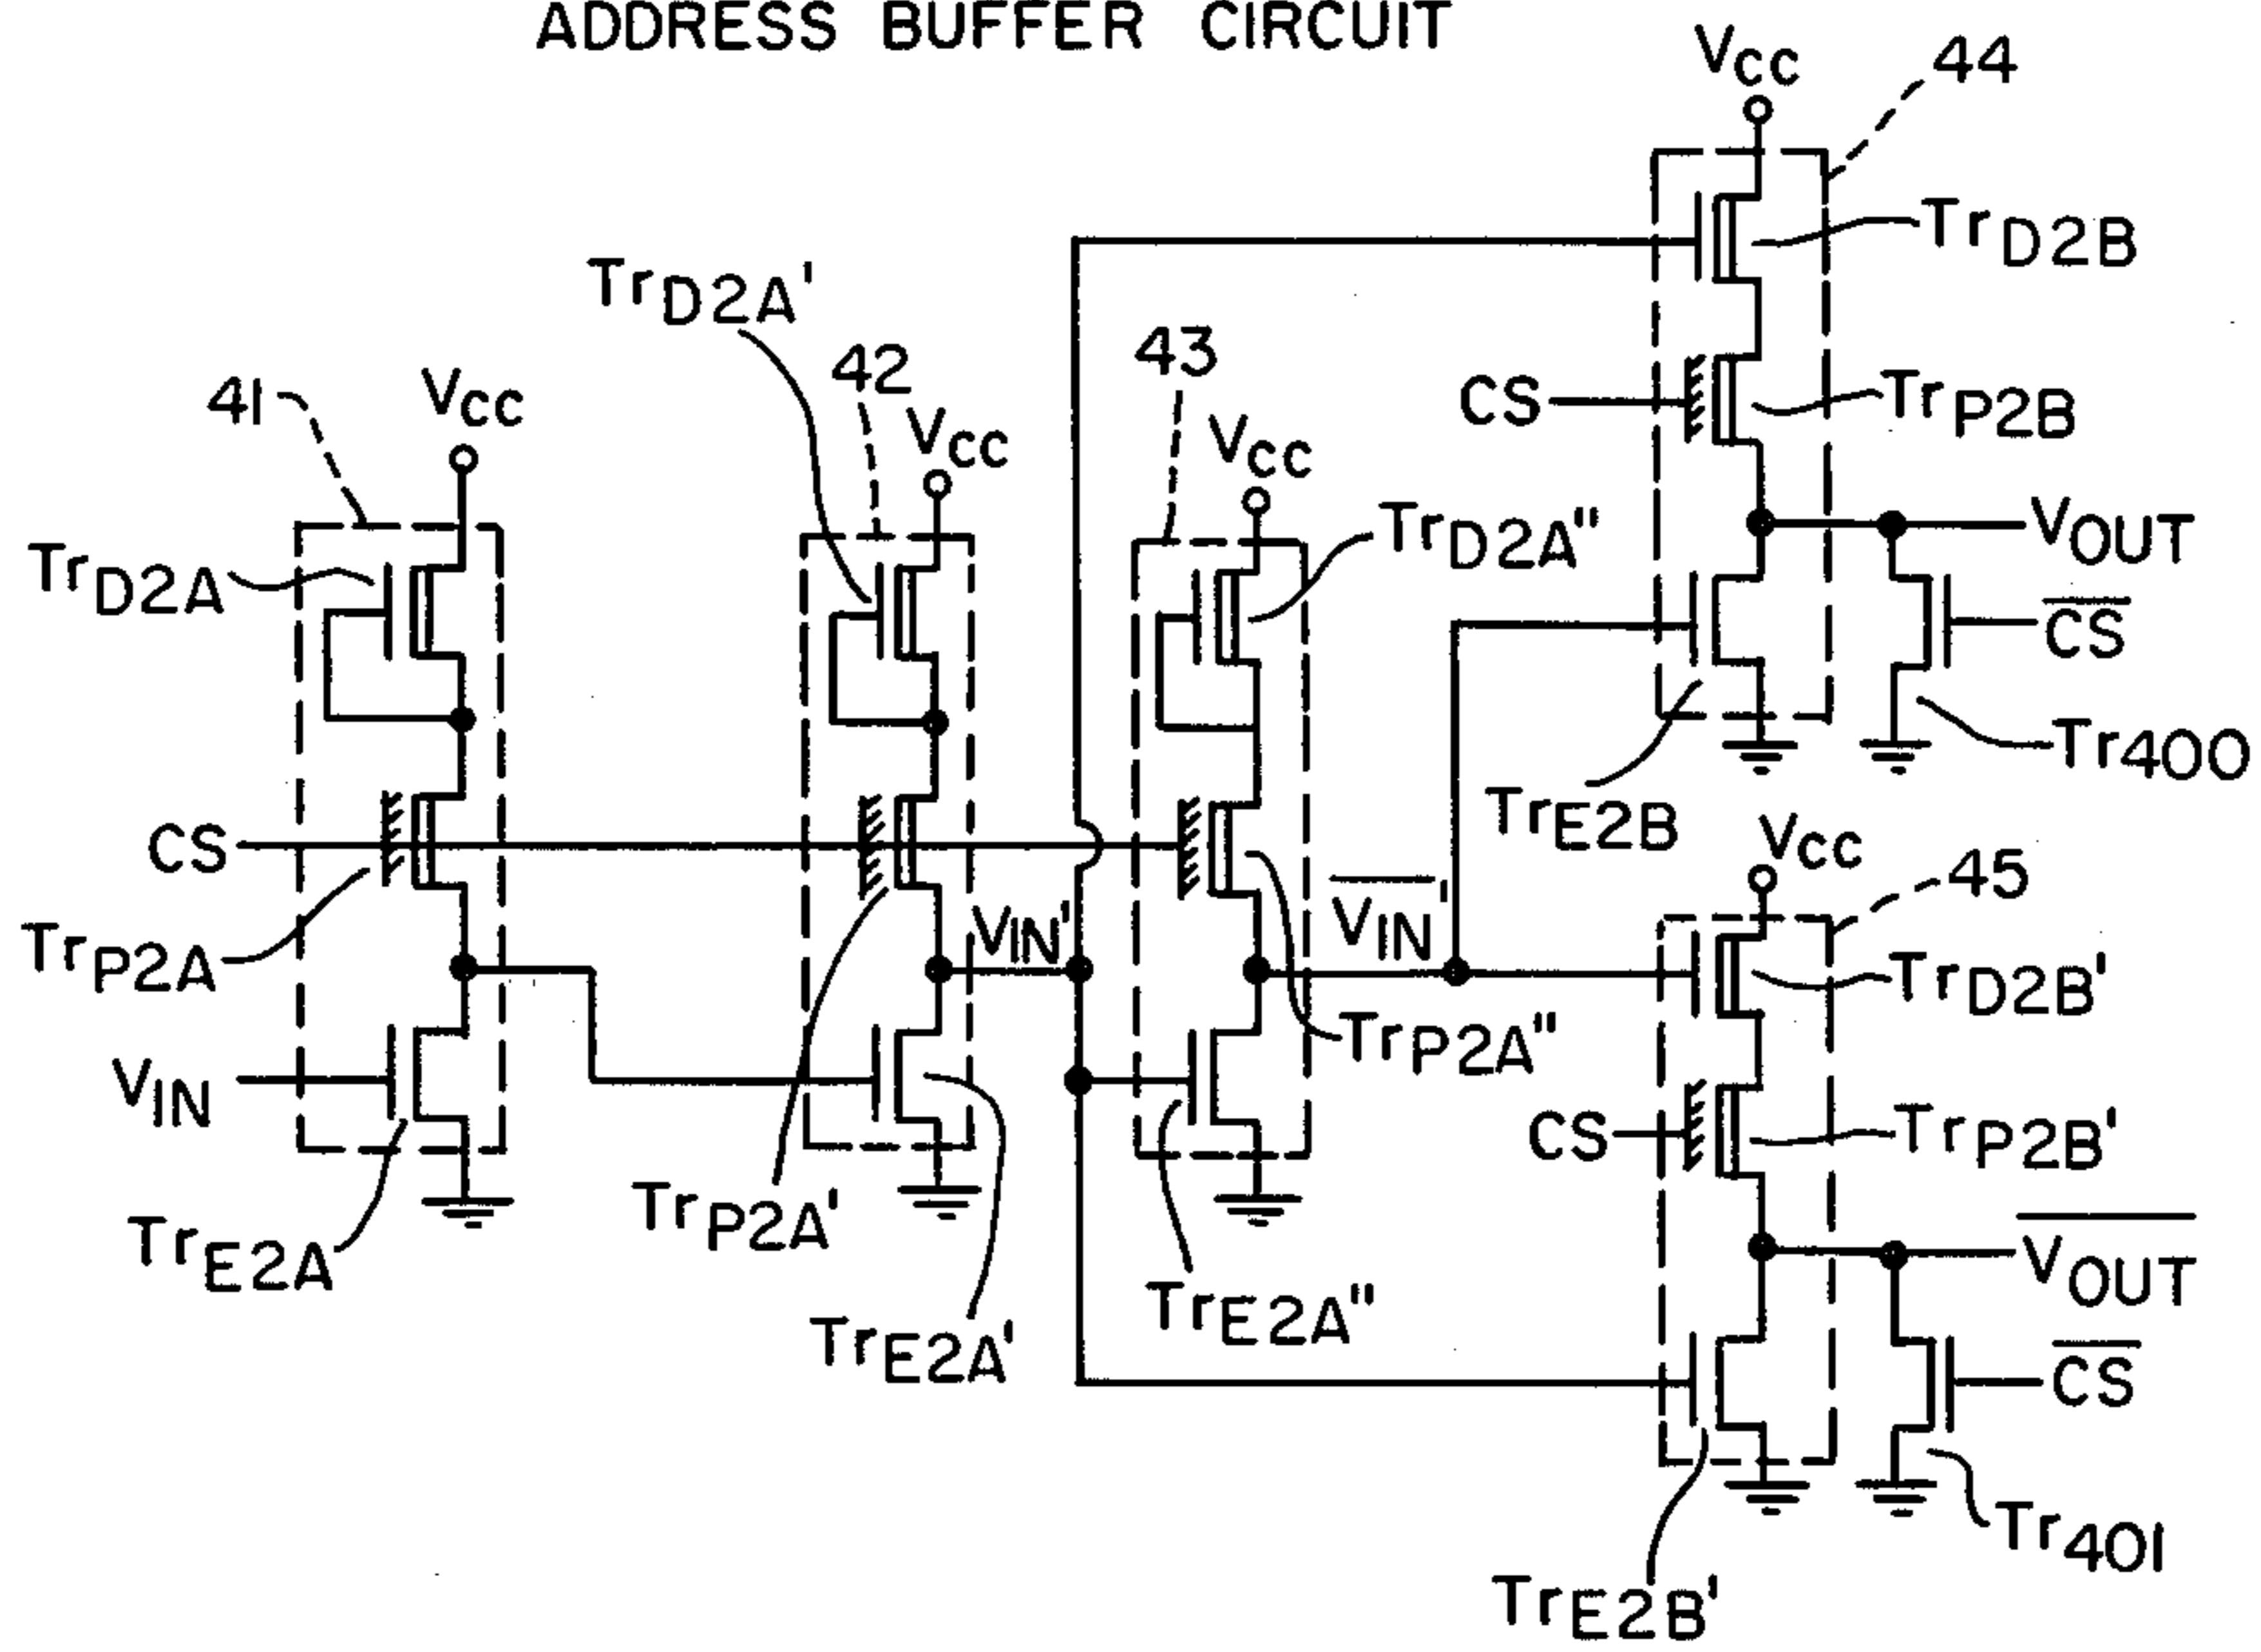 ADDRESS BUFFER CIRCUIT
VCC
44
TrD2B
TrD2A'
43
42
CS
TrP2B
41
VCC
VCC
VCC
TrD2A"
VOUT
TrD2A
CS
Tr400
TrE2B
CS
VCC
45
VIN'
VIN'
TrP2A
TrD2B'
TrP2A"
VIN
CS
TrP2B'
TrP2A'
TrE2A
VOUT
TrE2A"
TrE2A'
CS
Tr401
TrE2B'